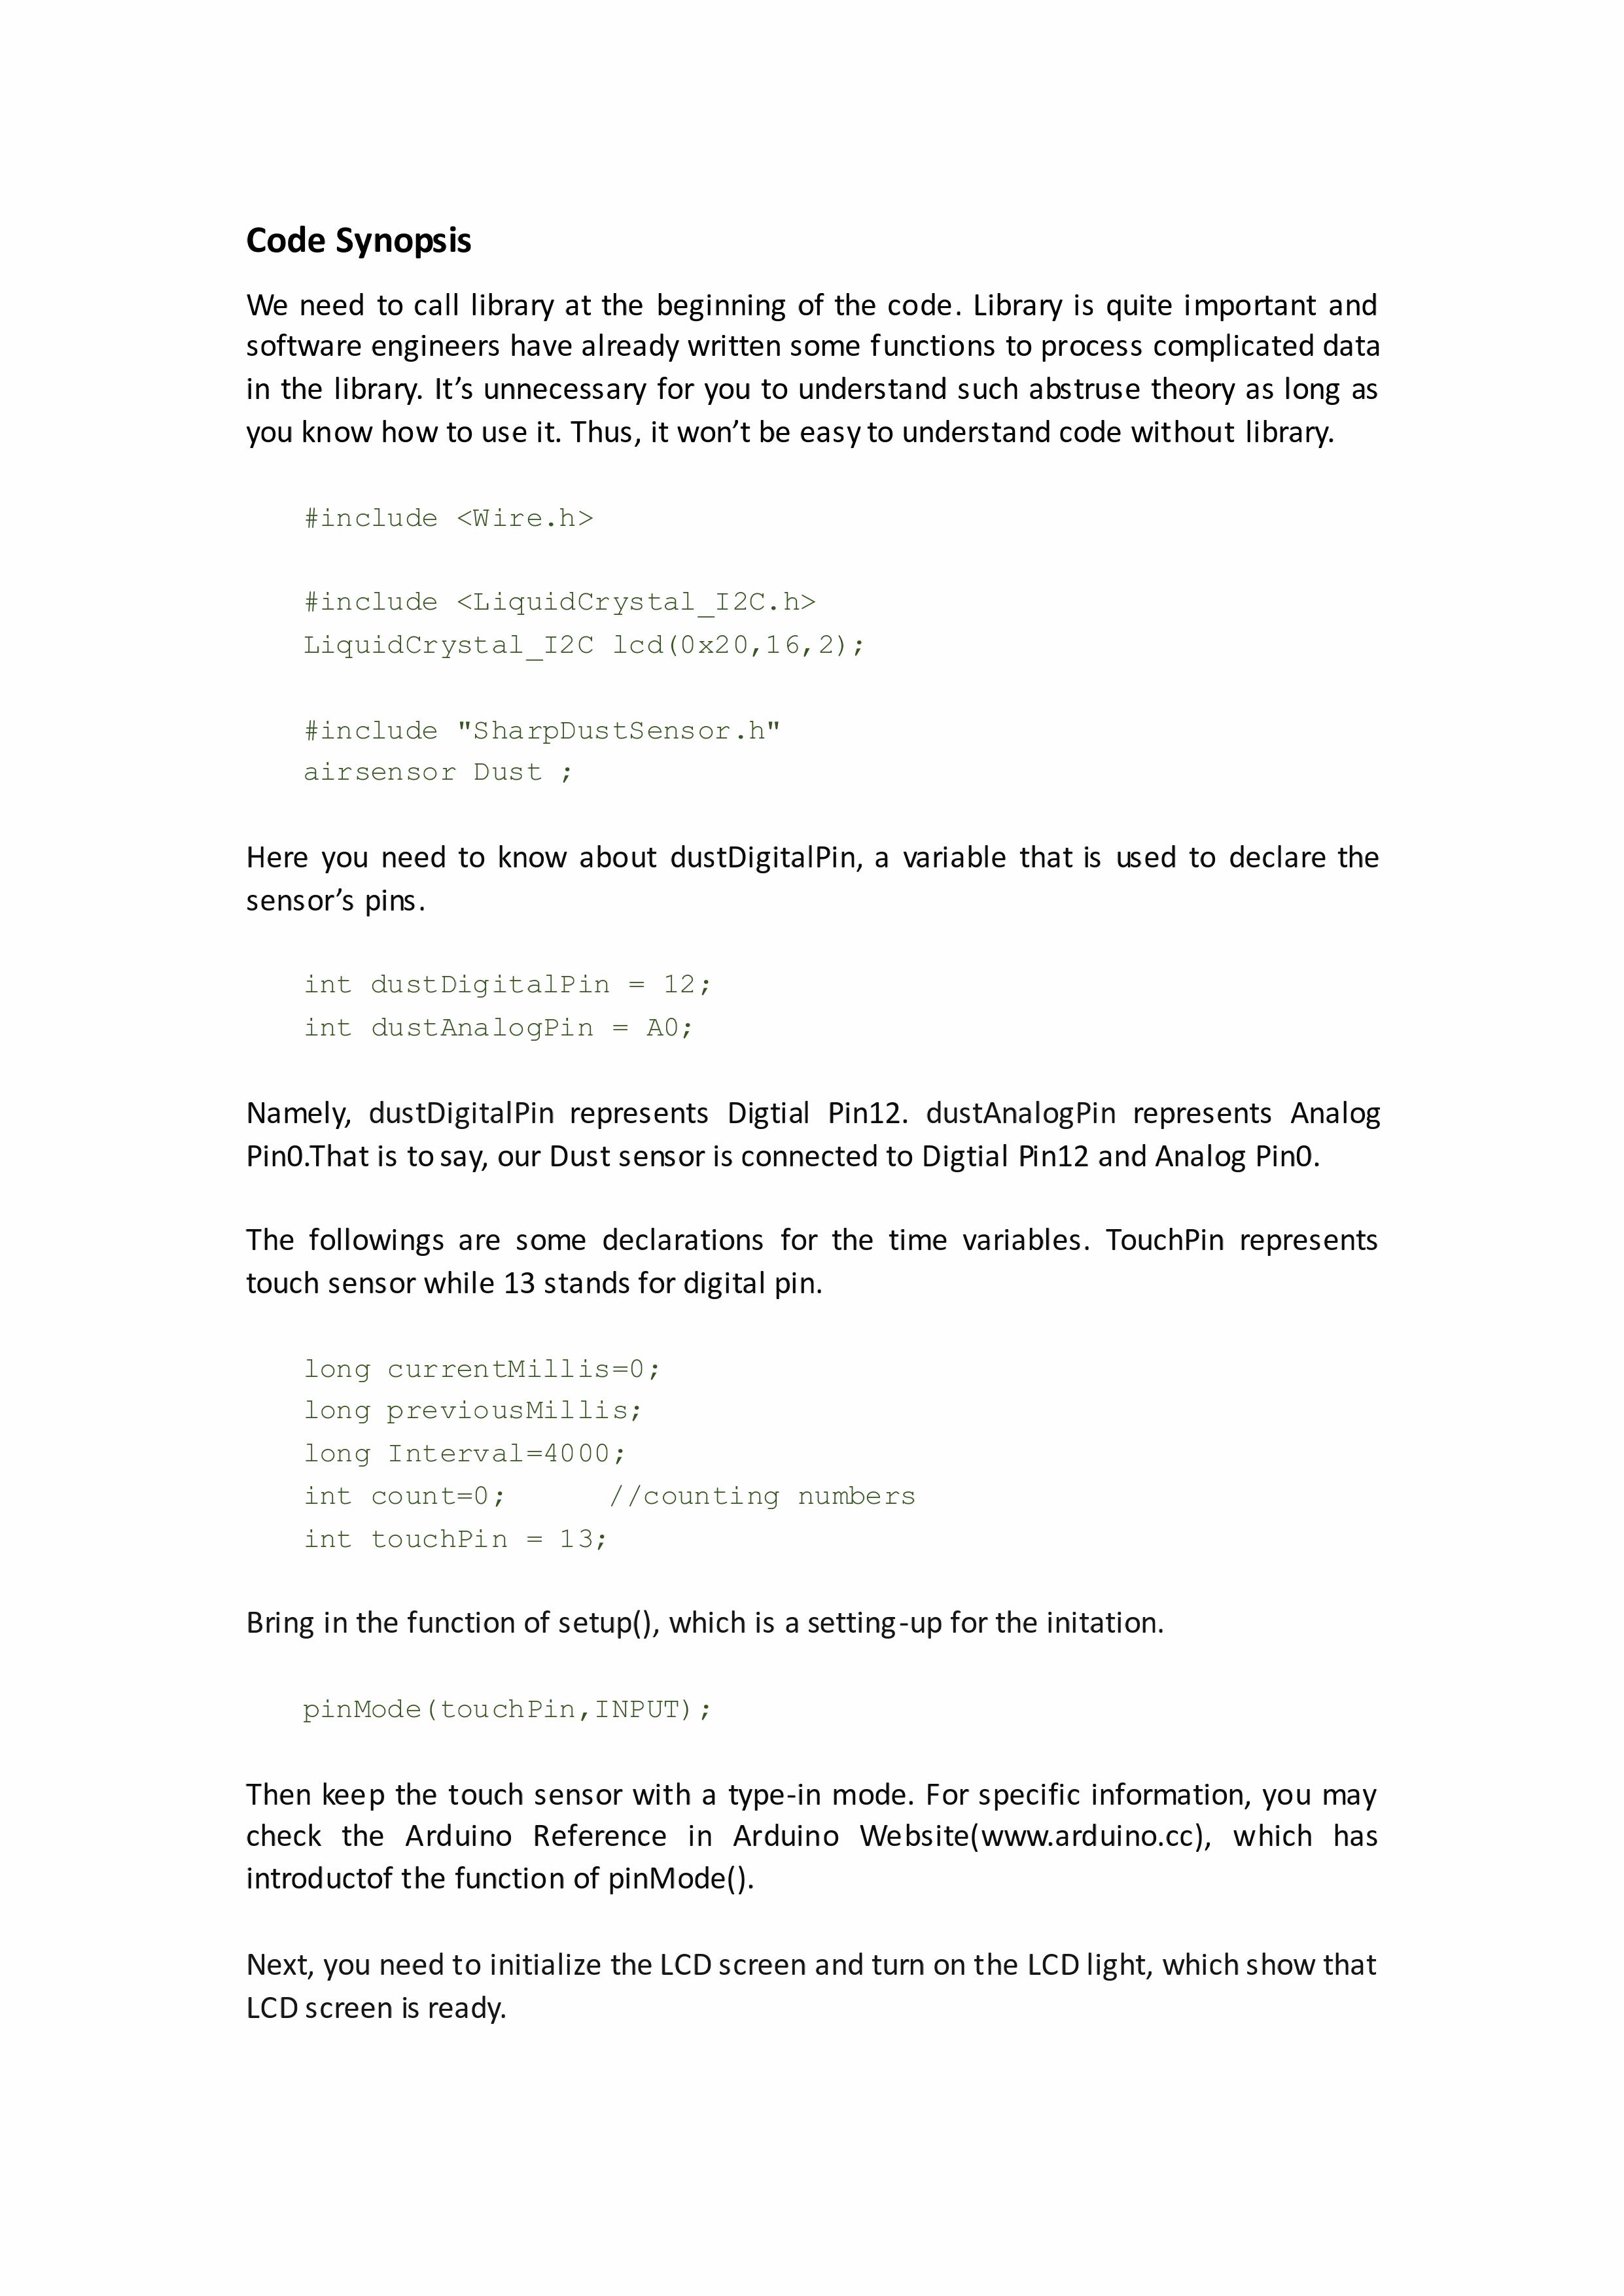 Code Synopsis
We need to call library at the beginning of the code. Library is quite important and
software engineers have already written some functions to process complicated data
in the library. It’s unnecessary for you to understand such abstruse theory as long as
you know how to use it. Thus, it won’t be easy to understand code without library.
#include <Wire.h>
#include <LiquidCrystal_I2C.h>
LiquidCrystal_I2C lcd(0x20,16,2);
#include "SharpDustSensor.h"
airsensor Dust ;
Here you need to know about dustDigitalPin, a variable that is used to declare the
sensor’s pins.
int dustDigitalPin = 12;
int dustAnalogPin = A0;
Namely, dustDigitalPin represents Digtial Pin12. dustAnalogPin represents Analog
Pin0.That is to say, our Dust sensor is connected to Digtial Pin12 and Analog Pin0.
The followings are some declarations for the time variables. TouchPin represents
touch sensor while 13 stands for digital pin.
long currentMillis=0;
long previousMillis;
long Interval=4000;
int count=0;      //counting numbers
int touchPin = 13;
Bring in the function of setup(), which is a setting-up for the initation.
pinMode(touchPin,INPUT);
Then keep the touch sensor with a type-in mode. For specific information, you may
check the Arduino Reference in Arduino Website(www.arduino.cc), which has
introductof the function of pinMode().
Next, you need to initialize the LCD screen and turn on the LCD light, which show that
LCD screen is ready.